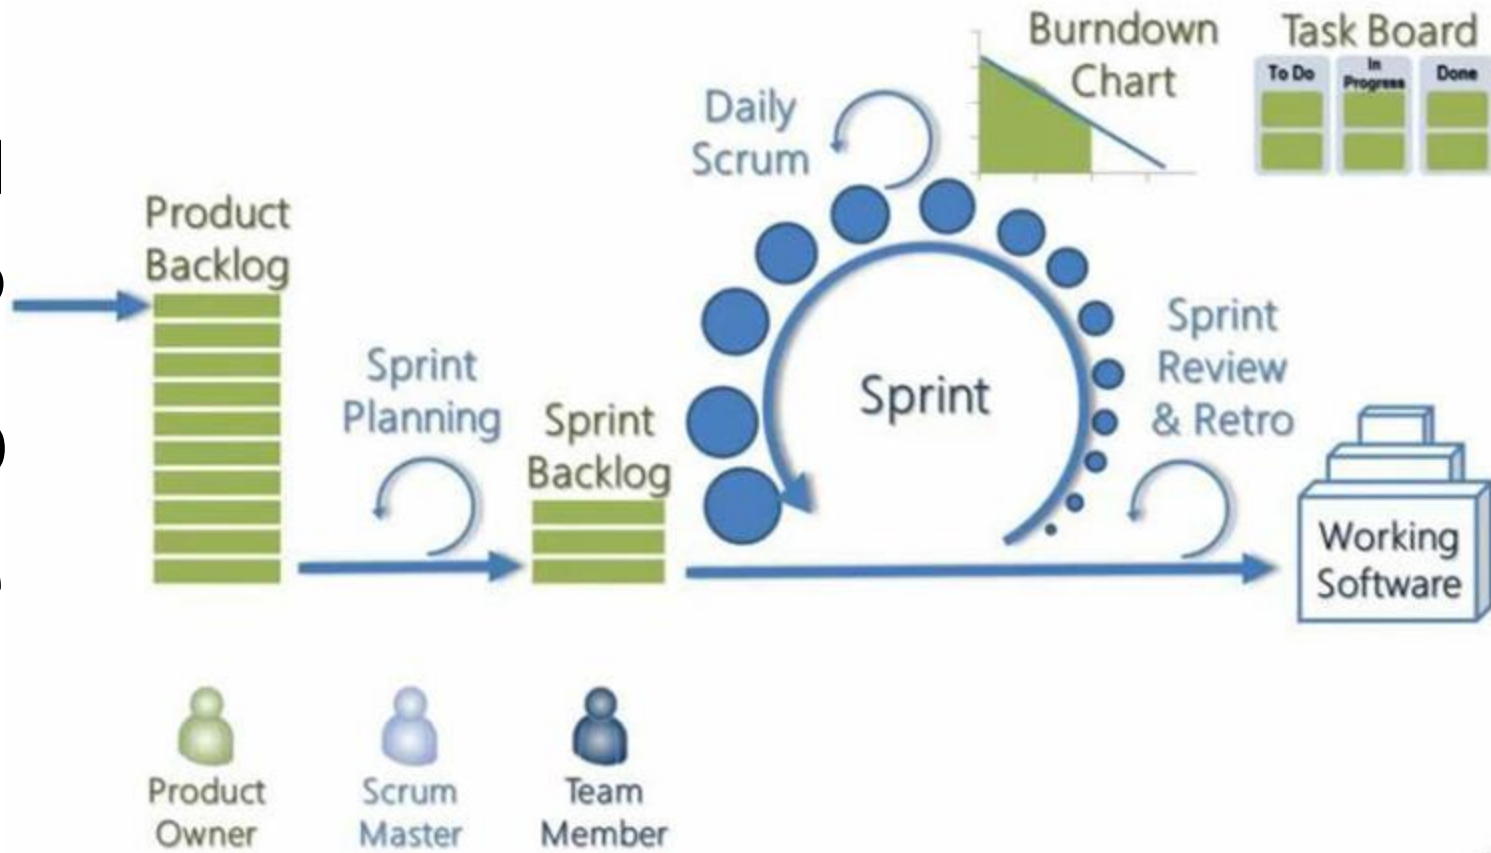 Burndown
Chart
Task Board
To Do
In
Progress
Done
Daily
Scrum
Product
Backlog
Sprint
Planning
Sprint
Backlog
Sprint
Sprint
Review
& Retro
Working
Software
Product
Owner
Scrum
Master
Team
Member